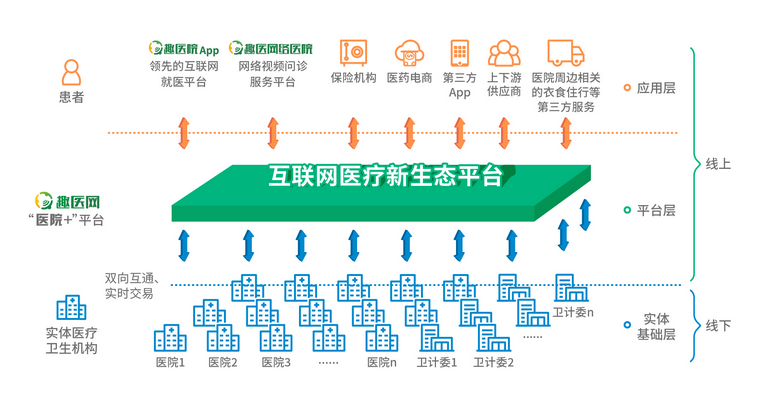 趣医院 App
趣医网络医院
领先的互联网
就医平台
网络视频问诊
服务平台
保险机构
医药电商
第三方
App
上下游
供应商
医院周边相关
的衣食住行等
第三方服务
患者
应用层
互联网医疗新生态平台
线上
趣医网
“医院+”平台
平台层
双向互通、
实时交易
卫计委n
实体医疗
卫生机构
实体
基础层
线下
......
医院1
医院2
医院3
......
医院n
卫计委1
卫计委2